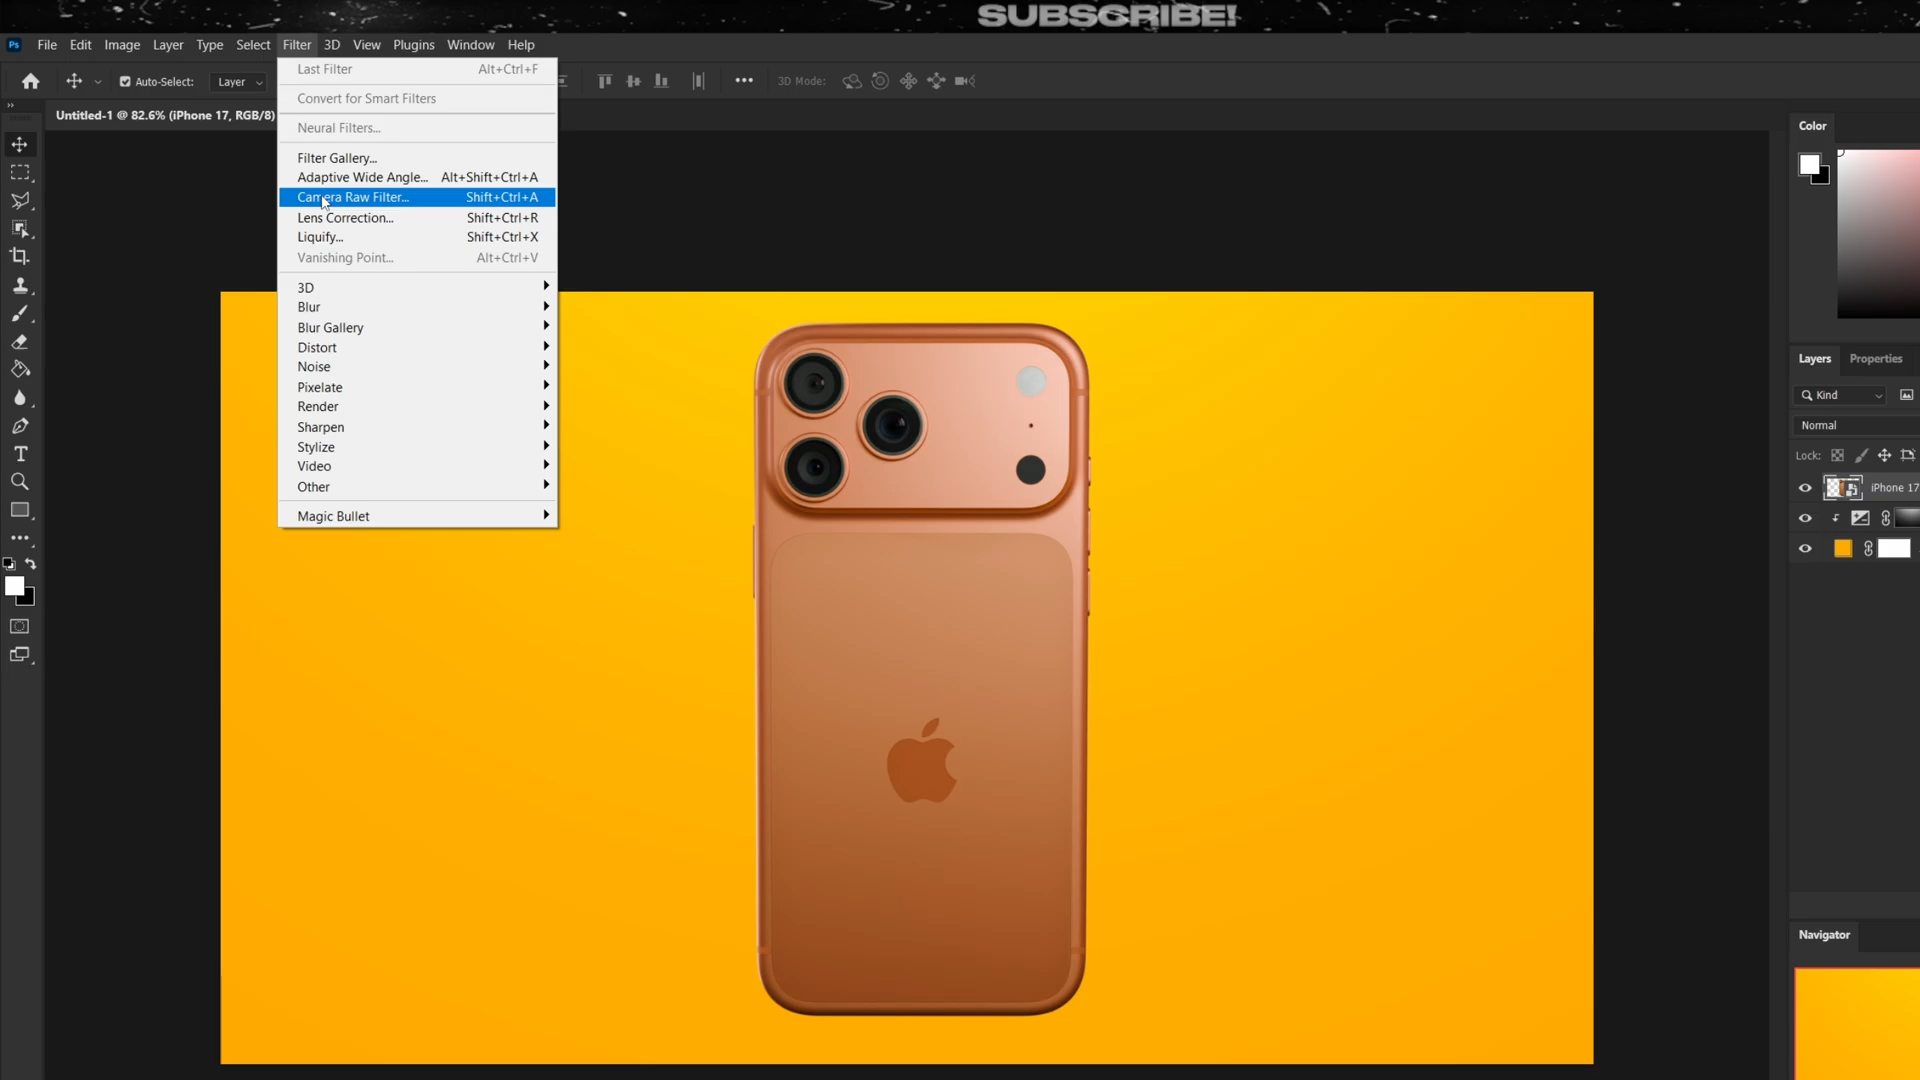 SUBSCRIBE!
Ps File Edit Image Layer Type Select Filter 3D View Plugins Window Help
Auto-Select: Layer 3D Mode:
Untitled-1 @ 82.6% (iPhone 17, RGB/8)
Last Filter Alt+Ctrl+F
Convert for Smart Filters
Neural Filters...
Filter Gallery...
Adaptive Wide Angle... Alt+Shift+Ctrl+A
Camera Raw Filter... Shift+Ctrl+A
Lens Correction... Shift+Ctrl+R
Liquify... Shift+Ctrl+X
Vanishing Point... Alt+Ctrl+V
3D
Blur
Blur Gallery
Distort
Noise
Pixelate
Render
Sharpen
Stylize
Video
Other
Magic Bullet
Color
Layers Properties
Kind
Normal
Lock:
iPhone 17
Navigator